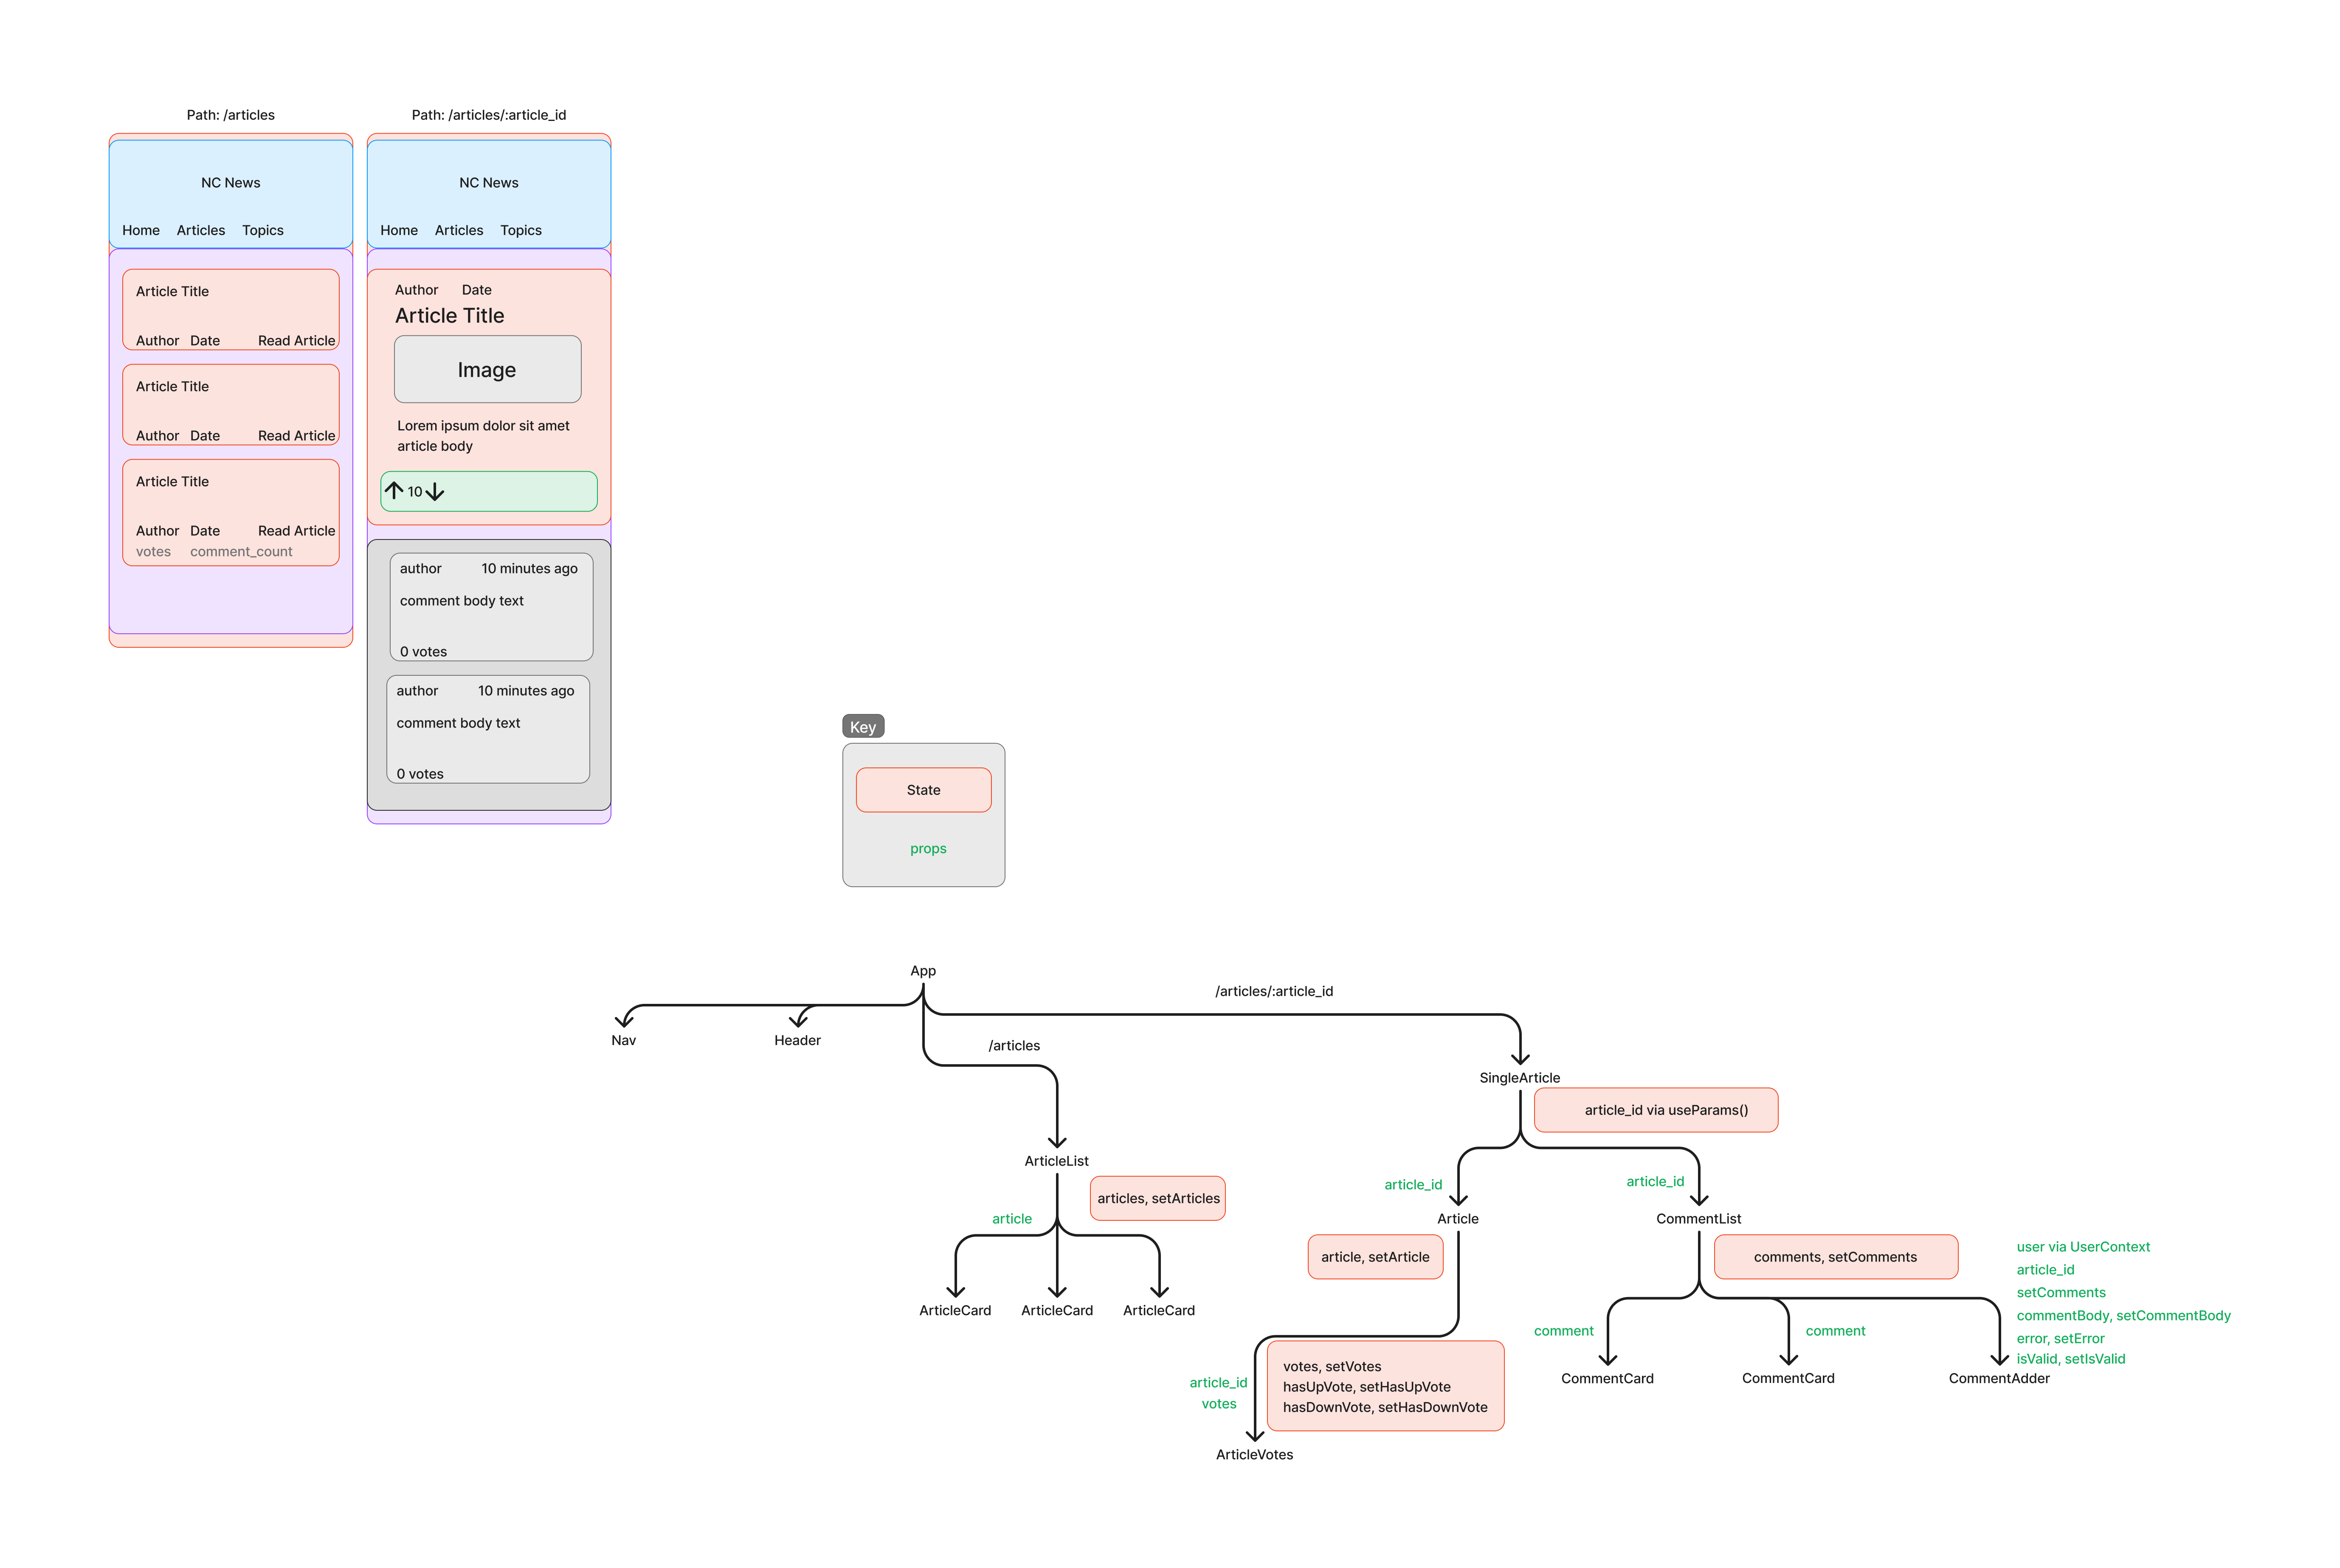 Path: /articles
NC News
Home Articles Topics
Article Title
Author Date Read Article
Article Title
Author Date Read Article
Article Title
Author Date Read Article
votes comment_count
Path: /articles/:article_id
NC News
Home Articles Topics
Author Date
Article Title
Image
Lorem ipsum dolor sit amet
article body
10
author 10 minutes ago
comment body text
0 votes
author 10 minutes ago
comment body text
0 votes
Key
State
props
App
/articles/:article_id
Nav
Header
/articles
SingleArticle
article_id via useParams()
ArticleList
articles, setArticles
article
ArticleCard
ArticleCard
ArticleCard
article_id
article_id
Article
CommentList
article, setArticle
comments, setComments
user via UserContext
article_id
setComments
commentBody, setCommentBody
error, setError
isValid, setIsValid
comment
comment
CommentCard
CommentCard
CommentAdder
votes, setVotes
hasUpVote, setHasUpVote
hasDownVote, setHasDownVote
article_id
votes
ArticleVotes